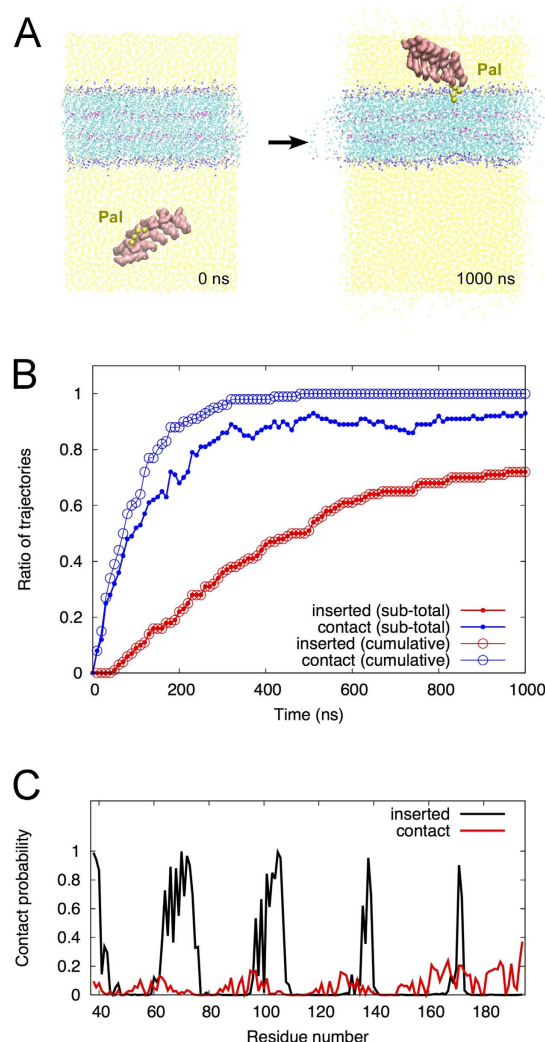 A
Pal
Pal
0 ns
1000 ns
B
1
0.8
0.6
0.4
0.2
0
Ratio of trajectories
inserted (sub-total)
contact (sub-total)
inserted (cumulative)
contact (cumulative)
0 200 400 600 800 1000
Time (ns)
C
inserted
contact
1
0.8
0.6
0.4
0.2
0
Contact probability
40 60 80 100 120 140 160 180
Residue number